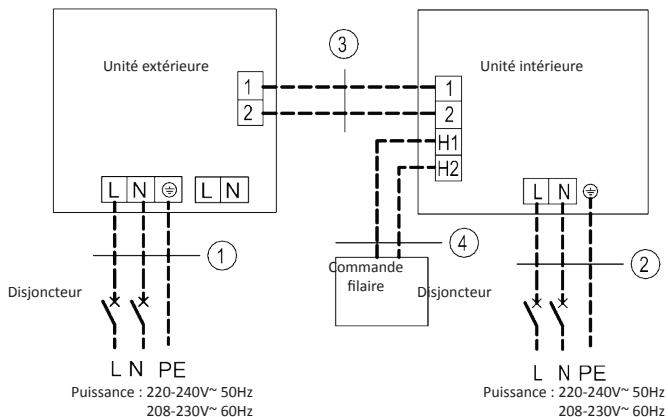 3
Unité extérieure
Unité intérieure
1
2
1
2
H1
H2
L N
L N
L N
1
4
2
Commande
filaire
Disjoncteur
Disjoncteur
L N PE
L N PE
Puissance : 220-240V~ 50Hz
208-230V~ 60Hz
Puissance : 220-240V~ 50Hz
208-230V~ 60Hz